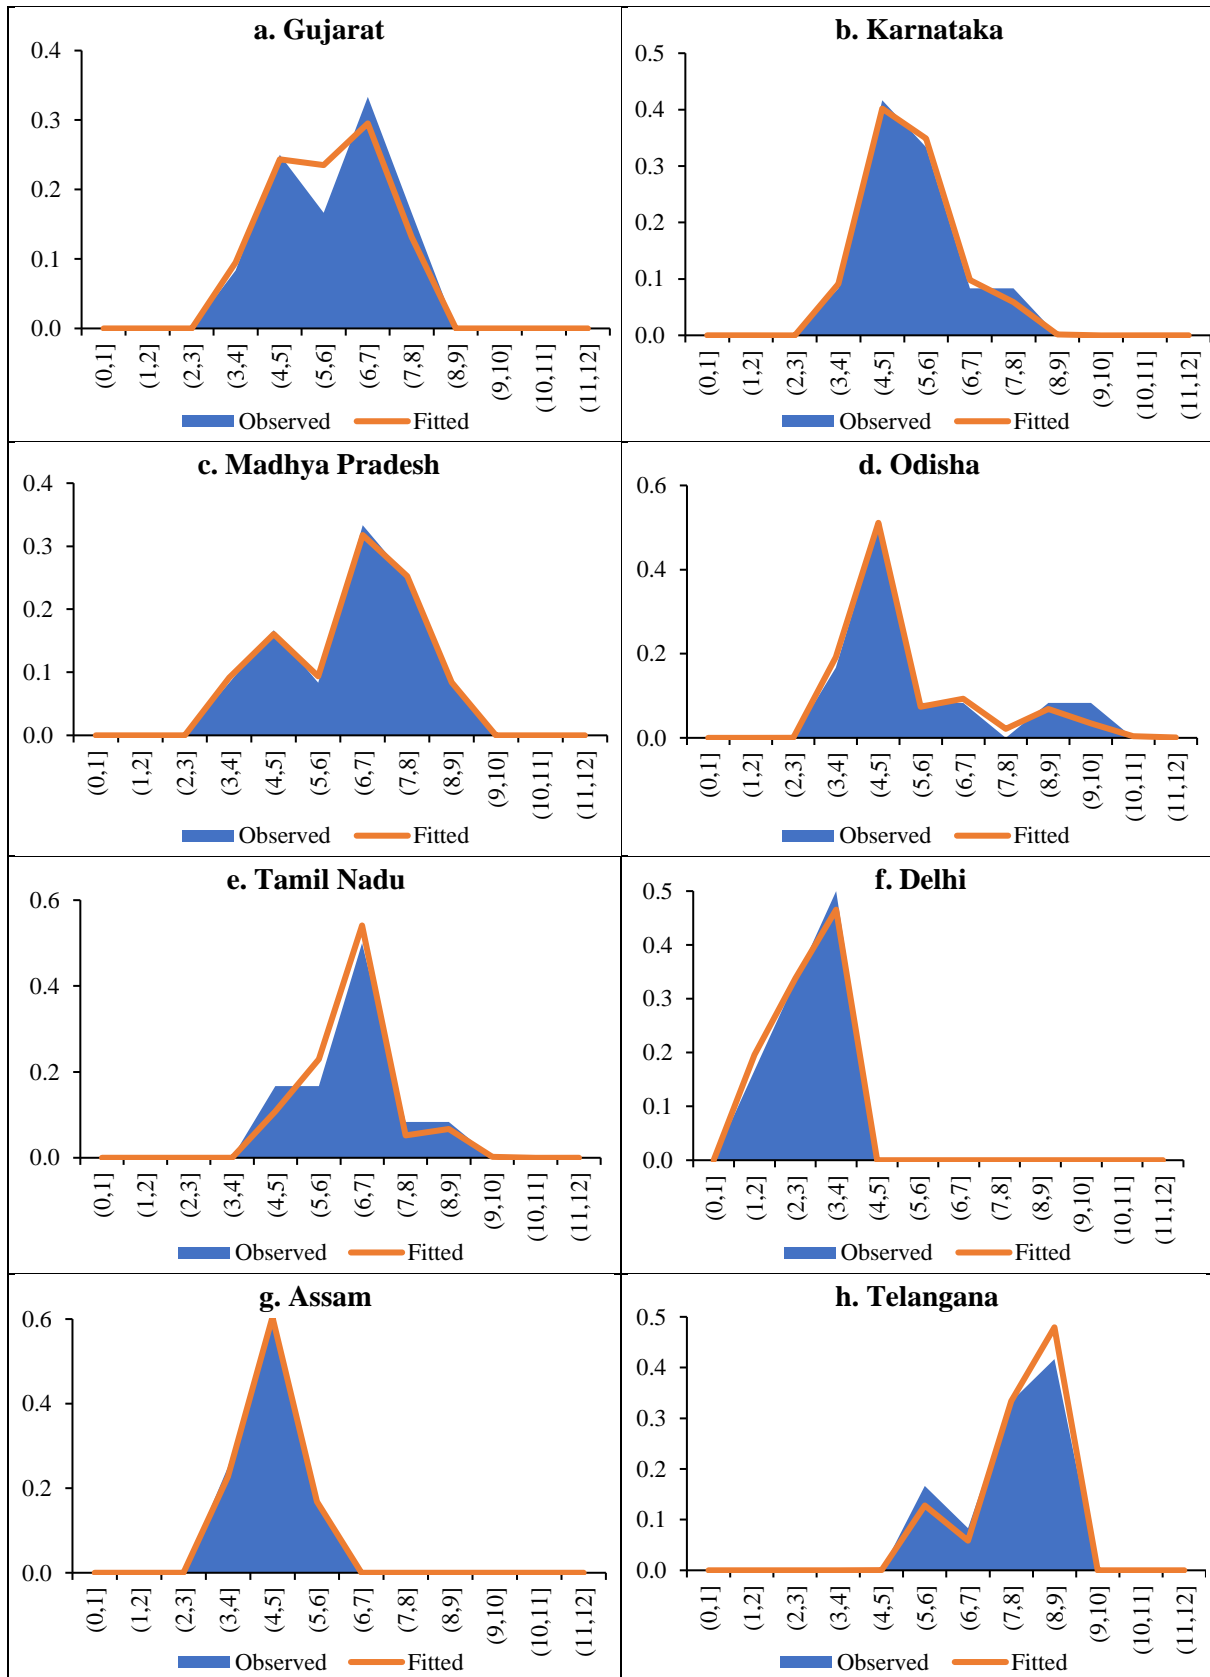 a. Gujarat
0.4
0.3
0.2
0.1
0.0
(0,1] (1,2] (2,3] (3,4] (4,5] (5,6] (6,7] (7,8] (8,9] (9,10] (10,11] (11,12]
Observed Fitted
b. Karnataka
0.5
0.4
0.3
0.2
0.1
0.0
(0,1] (1,2] (2,3] (3,4] (4,5] (5,6] (6,7] (7,8] (8,9] (9,10] (10,11] (11,12]
Observed Fitted
c. Madhya Pradesh
0.4
0.3
0.2
0.1
0.0
(0,1] (1,2] (2,3] (3,4] (4,5] (5,6] (6,7] (7,8] (8,9] (9,10] (10,11] (11,12]
Observed Fitted
d. Odisha
0.6
0.4
0.2
0.0
(0,1] (1,2] (2,3] (3,4] (4,5] (5,6] (6,7] (7,8] (8,9] (9,10] (10,11] (11,12]
Observed Fitted
e. Tamil Nadu
0.6
0.4
0.2
0.0
(0,1] (1,2] (2,3] (3,4] (4,5] (5,6] (6,7] (7,8] (8,9] (9,10] (10,11] (11,12]
Observed Fitted
f. Delhi
0.5
0.4
0.3
0.2
0.1
0.0
(0,1] (1,2] (2,3] (3,4] (4,5] (5,6] (6,7] (7,8] (8,9] (9,10] (10,11] (11,12]
Observed Fitted
g. Assam
0.6
0.4
0.2
0.0
(0,1] (1,2] (2,3] (3,4] (4,5] (5,6] (6,7] (7,8] (8,9] (9,10] (10,11] (11,12]
Observed Fitted
h. Telangana
0.5
0.4
0.3
0.2
0.1
0.0
(0,1] (1,2] (2,3] (3,4] (4,5] (5,6] (6,7] (7,8] (8,9] (9,10] (10,11] (11,12]
Observed Fitted